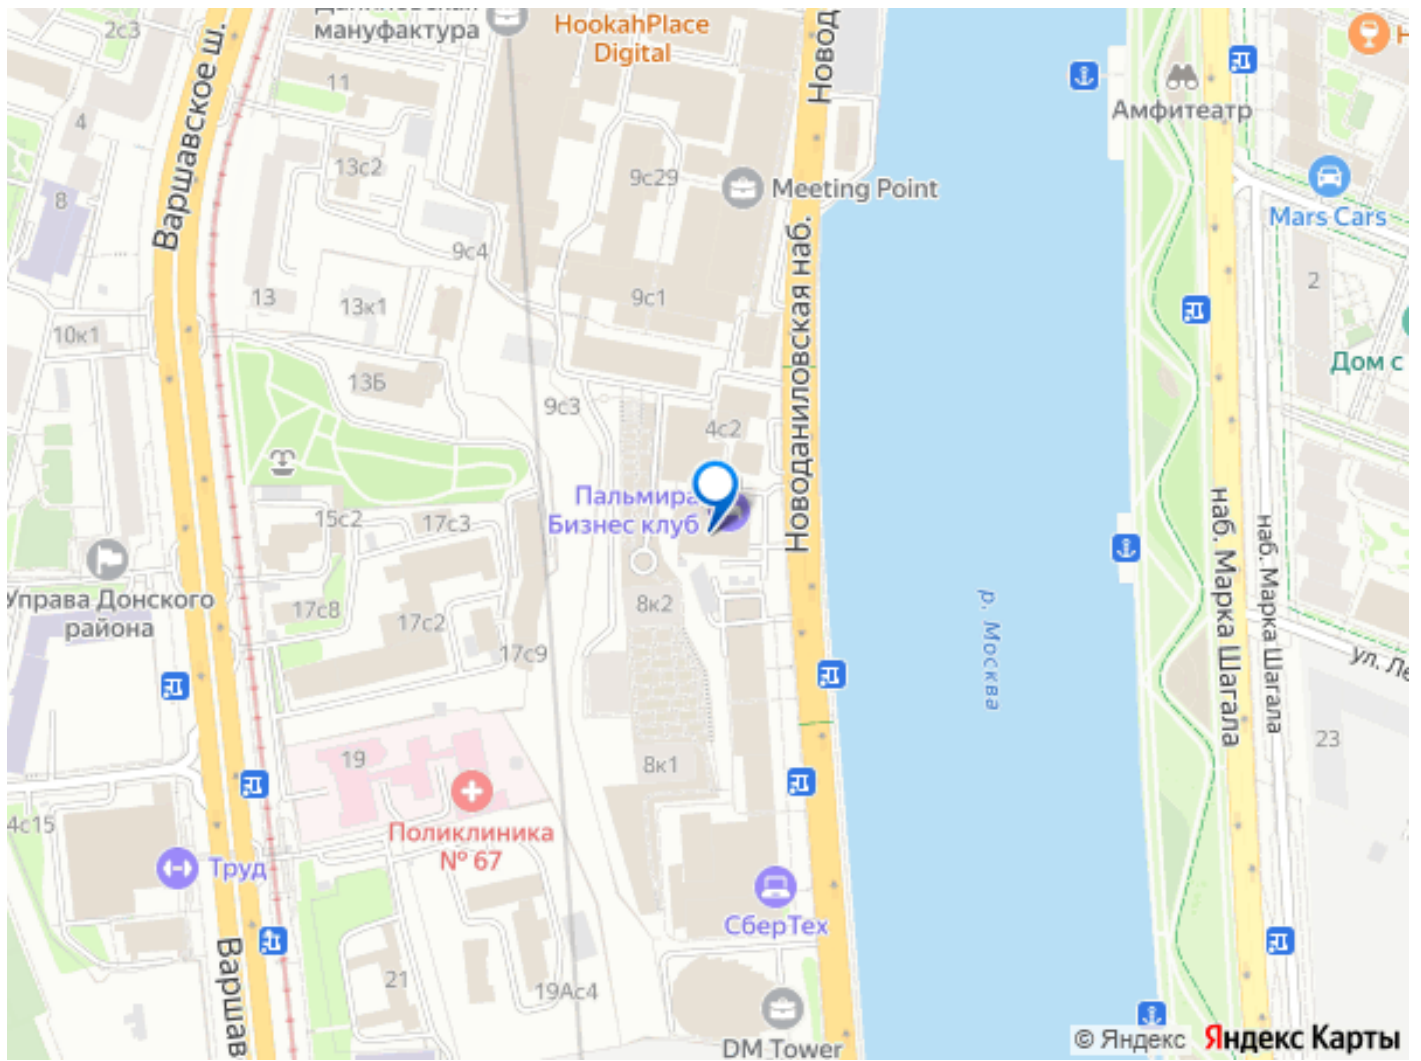 2с3
Даниловская
мануфактура
HookahPlace
Digital
Новод
Варшавское ш.
11
4
Амфитеатр
13с2
9с29
Meeting Point
8
Mars Cars
9с4
Новоданиловская наб.
2
13
13к1
9с1
10к1
Дом с
13Б
9с3
4с2
Пальмира
Бизнес клуб
15с2
17с3
наб. Марка Шагала
наб. Марка Шагала
Управа Донского
района
17с8
17с2
8к2
р. Москва
17с9
ул. Ле
23
19
8к1
4с15
Поликлиника
№ 67
Труд
СберТех
Варшав
21
19Ас4
DM Tower
© Яндекс Яндекс Карты